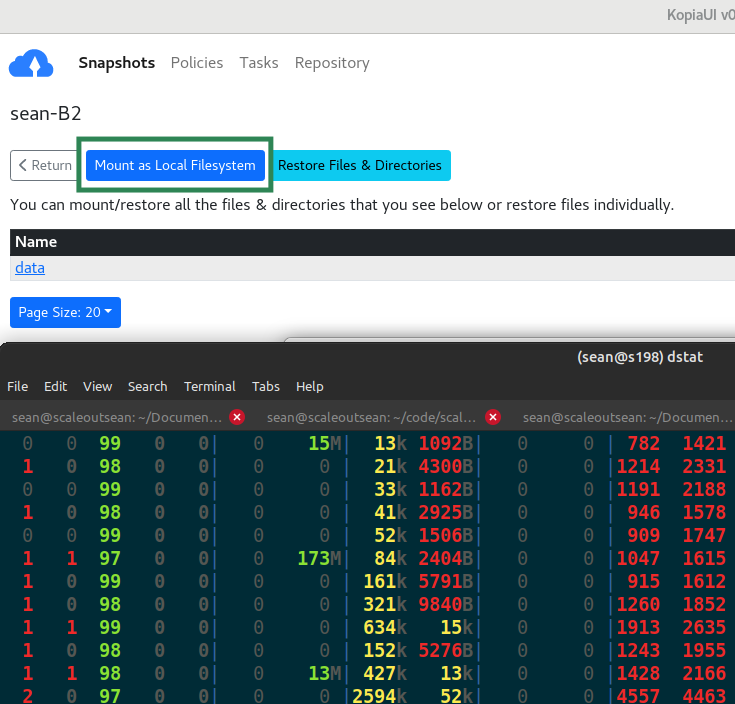 KopiaUI v0
Snapshots Policies Tasks Repository
sean-B2
Return Mount as Local Filesystem Restore Files & Directories
You can mount/restore all the files & directories that you see below or restore files individually.
Name
data
Page Size: 20
(sean@s198) dstat
File Edit View Search Terminal Tabs Help
sean@scaleoutsean: ~/Documen... sean@scaleoutsean: ~/code/scal... sean@scaleoutsean: ~/Documen...
0 0 99 0 0| 0 15M| 13k 1092B| 0 0 | 782 1421
1 0 98 0 0| 0 0 | 21k 4300B| 0 0 |1214 2331
0 0 99 0 0| 0 0 | 33k 1162B| 0 0 |1191 2188
1 0 98 0 0| 0 0 | 41k 2925B| 0 0 | 946 1578
0 0 99 0 0| 0 0 | 52k 1506B| 0 0 | 909 1747
1 1 97 0 0| 0 173M| 84k 2404B| 0 0 |1047 1615
1 0 99 0 0| 0 0 | 161k 5791B| 0 0 | 915 1612
1 0 98 0 0| 0 0 | 321k 9840B| 0 0 |1260 1852
1 1 99 0 0| 0 0 | 634k 15k| 0 0 |1913 2635
1 0 98 0 0| 0 0 | 152k 5276B| 0 0 |1243 1955
1 1 98 0 0| 0 13M| 427k 13k| 0 0 |1428 2166
2 0 97 0 0| 0 0 |2594k 52k| 0 0 |4557 4463